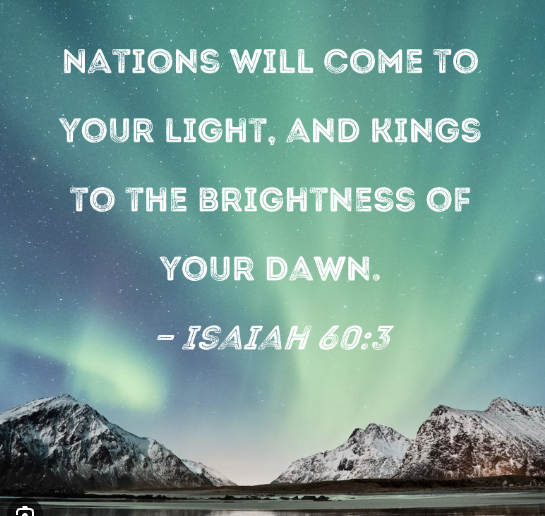 NATIONS WILL COME TO
YOUR LIGHT, AND KINGS
TO THE BRIGHTNESS OF
YOUR DAWN.
- ISAIAH 60:3